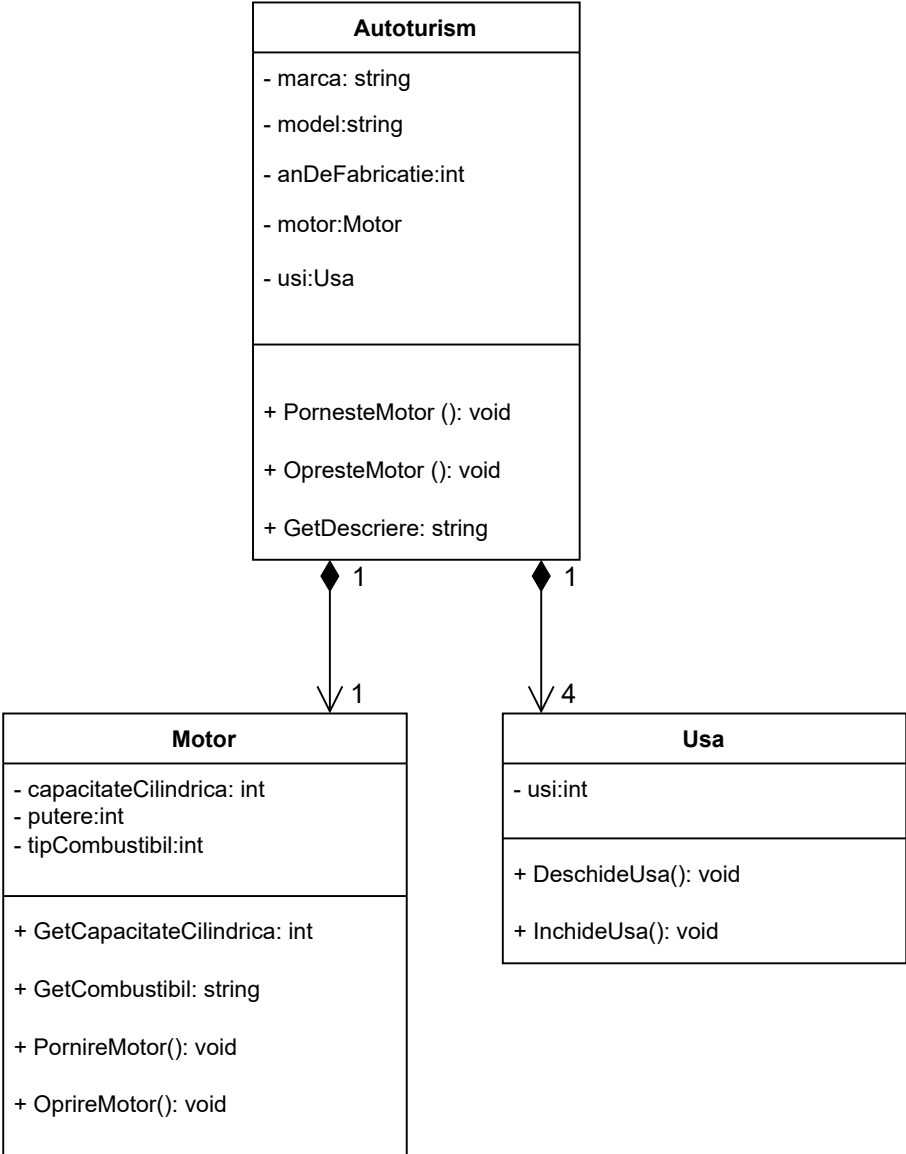 Autoturism
- marca: string
- model:string
- anDeFabricatie:int
- motor:Motor
- usi:Usa
+ PornesteMotor (): void
+ OpresteMotor (): void
+ GetDescriere: string
1
1
1
4
Motor
- capacitateCilindrica: int
- putere:int
- tipCombustibil:int
+ GetCapacitateCilindrica: int
+ GetCombustibil: string
+ PornireMotor(): void
+ OprireMotor(): void
Usa
- usi:int
+ DeschideUsa(): void
+ InchideUsa(): void